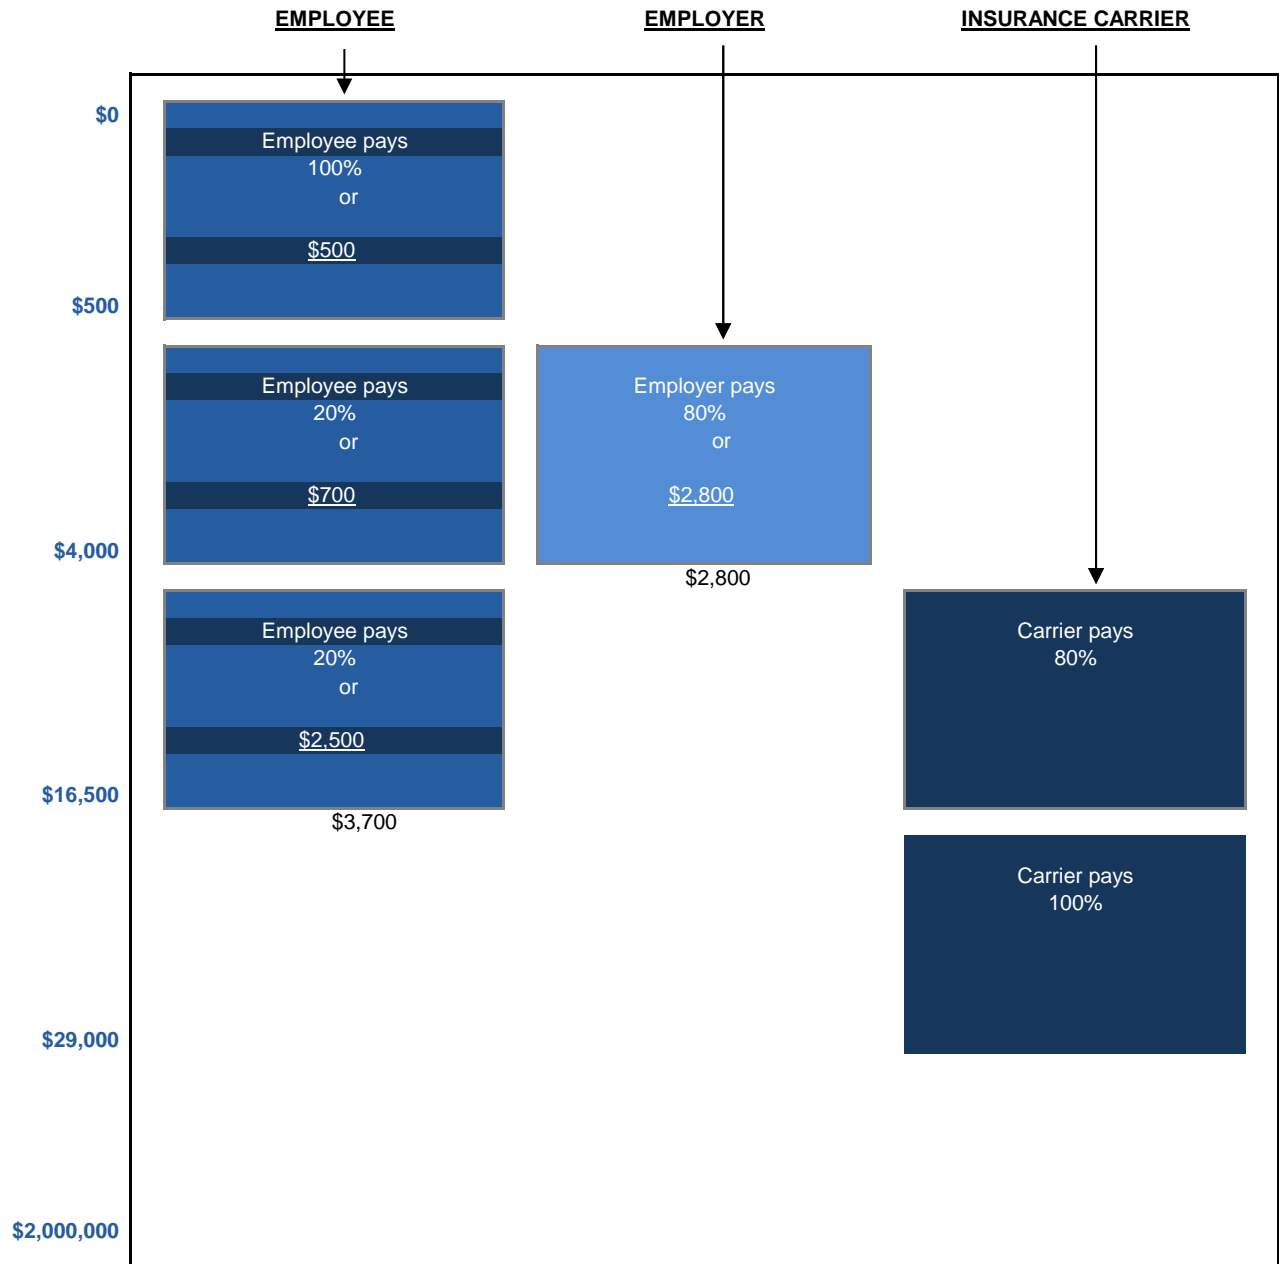 EMPLOYEE
EMPLOYER
INSURANCE CARRIER
$0
Employee pays
100%
or
$500
$500
Employee pays
20%
or
$700
Employer pays
80%
or
$2,800
$4,000
$2,800
Employee pays
20%
or
$2,500
Carrier pays
80%
$16,500
$3,700
Carrier pays
100%
$29,000
$2,000,000